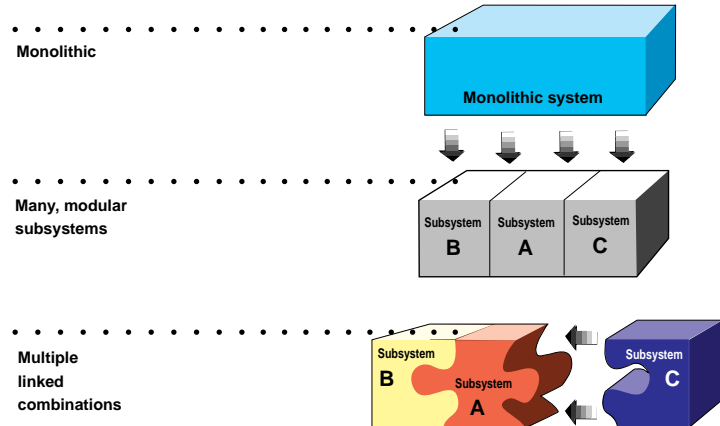 Monolithic
Monolithic system
Many, modular
subsystems
Subsystem
B
Subsystem
A
Subsystem
C
Multiple
linked
combinations
Subsystem
B
Subsystem
A
Subsystem
C